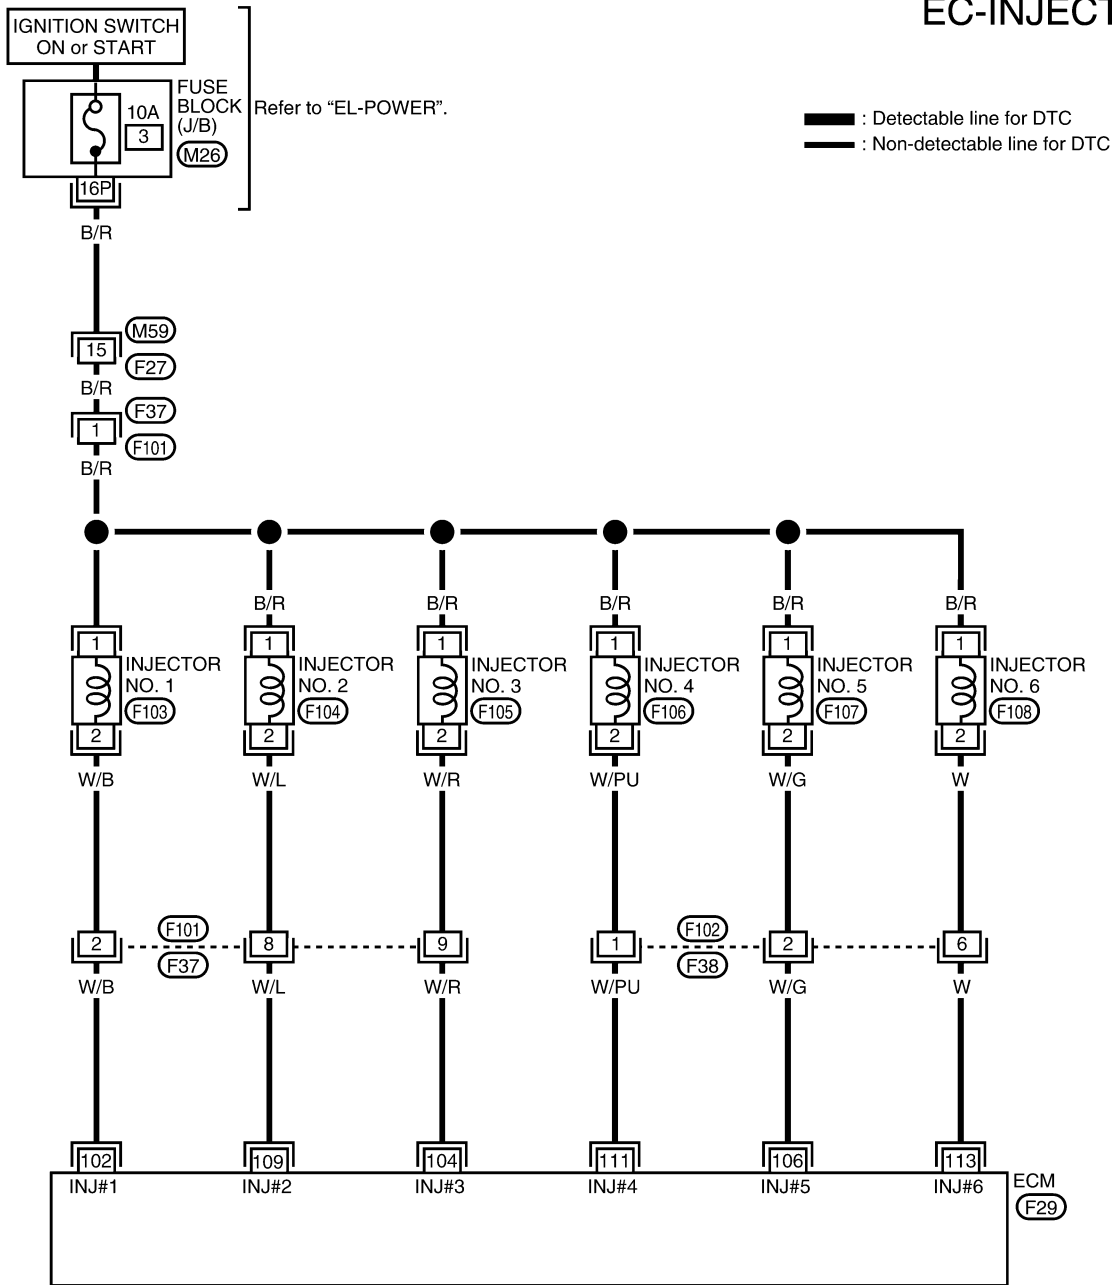 EC-INJECT
IGNITION SWITCH
ON or START
FUSE
BLOCK
(J/B)
10A
3
M26
Refer to “EL-POWER”.
: Detectable line for DTC
: Non-detectable line for DTC
16P
B/R
M59
15
F27
B/R
F37
1
F101
B/R
B/R B/R B/R B/R B/R
1 1 1 1 1 1
INJECTOR
NO. 1
F103
INJECTOR
NO. 2
F104
INJECTOR
NO. 3
F105
INJECTOR
NO. 4
F106
INJECTOR
NO. 5
F107
INJECTOR
NO. 6
F108
2 2 2 2 2 2
W/B W/L W/R W/PU W/G W
F101 F102
2 8 9 1 2 6
F37 F38
W/B W/L W/R W/PU W/G W
102 109 104 111 106 113
INJ#1 INJ#2 INJ#3 INJ#4 INJ#5 INJ#6
ECM
F29